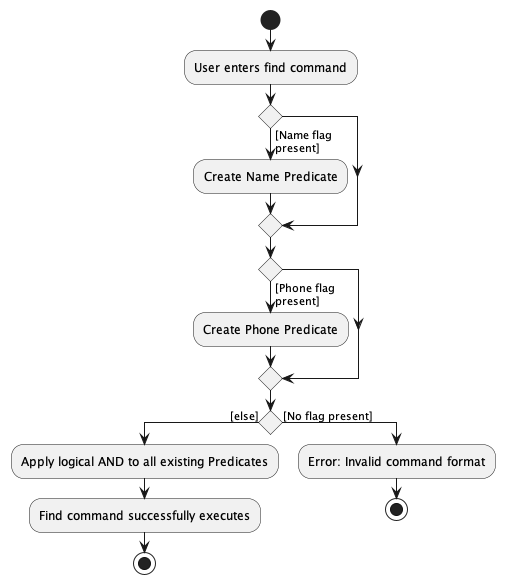 User enters find command
[Name flag
present]
Create Name Predicate
[Phone flag
present]
Create Phone Predicate
[else]
[No flag present]
Apply logical AND to all existing Predicates
Error: Invalid command format
Find command successfully executes